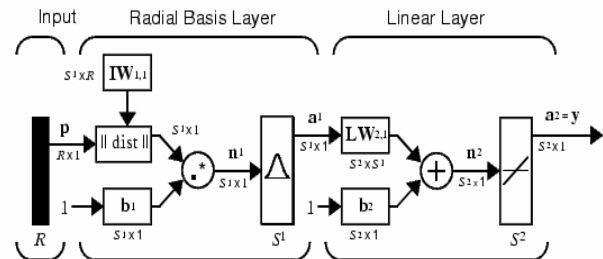 Input
Radial Basis Layer
Linear Layer
S¹xR
IW1,1
p
Rx1
|| dist ||
S¹x1
.*
n¹
S¹x1
a¹
S¹x1
1
b1
S¹x1
R
S¹
LW2,1
S²xS¹
+
n²
S²x1
a² = y
S²x1
1
b2
S²x1
S²